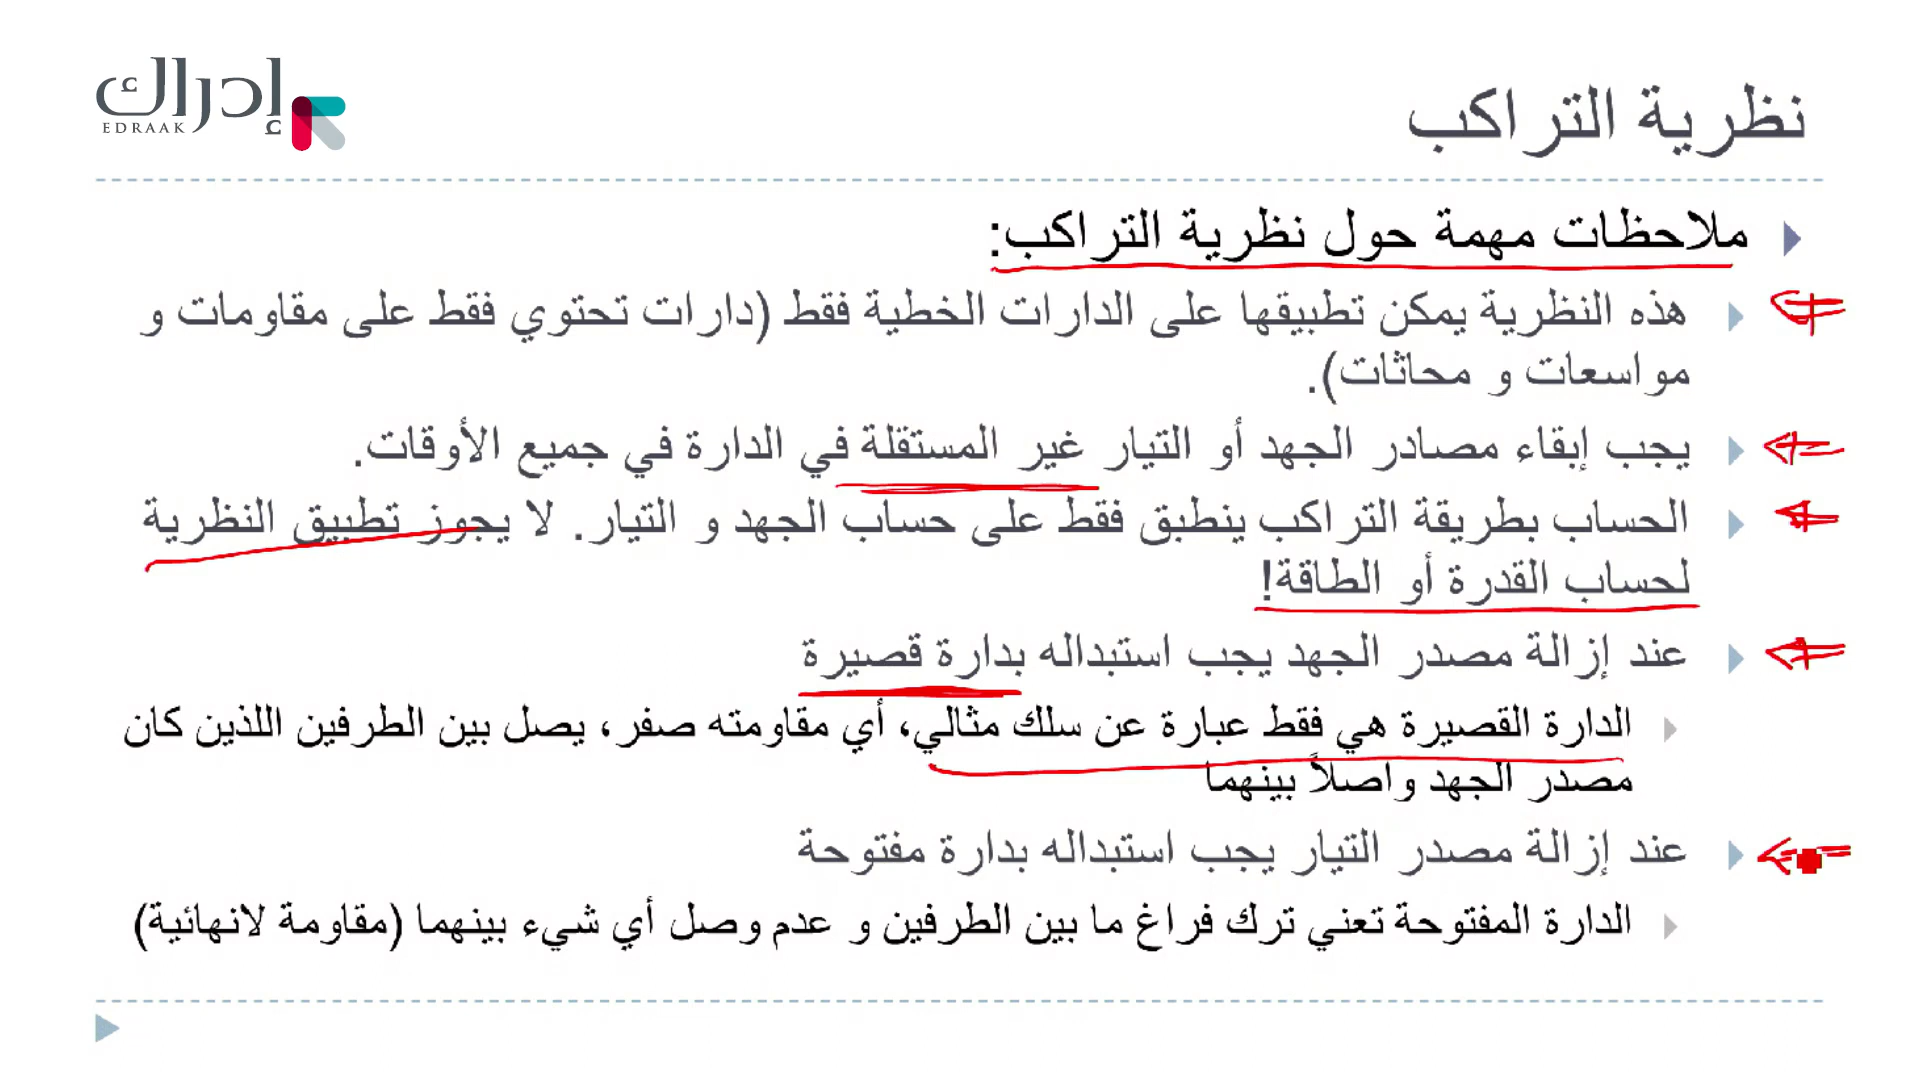 إدراك
EDRAAK
نظرية التراكب
ملاحظات مهمة حول نظرية التراكب:
هذه النظرية يمكن تطبيقها على الدارات الخطية فقط (دارات تحتوي فقط على مقاومات و
مواسعات و محاثات).
يجب إبقاء مصادر الجهد أو التيار غير المستقلة في الدارة في جميع الأوقات.
الحساب بطريقة التراكب ينطبق فقط على حساب الجهد و التيار. لا يجوز تطبيق النظرية
لحساب القدرة أو الطاقة!
عند إزالة مصدر الجهد يجب استبداله بدارة قصيرة
الدارة القصيرة هي فقط عبارة عن سلك مثالي، أي مقاومته صفر، يصل بين الطرفين اللذين كان
مصدر الجهد واصلاً بينهما
عند إزالة مصدر التيار يجب استبداله بدارة مفتوحة
الدارة المفتوحة تعني ترك فراغ ما بين الطرفين و عدم وصل أي شيء بينهما (مقاومة لانهائية)